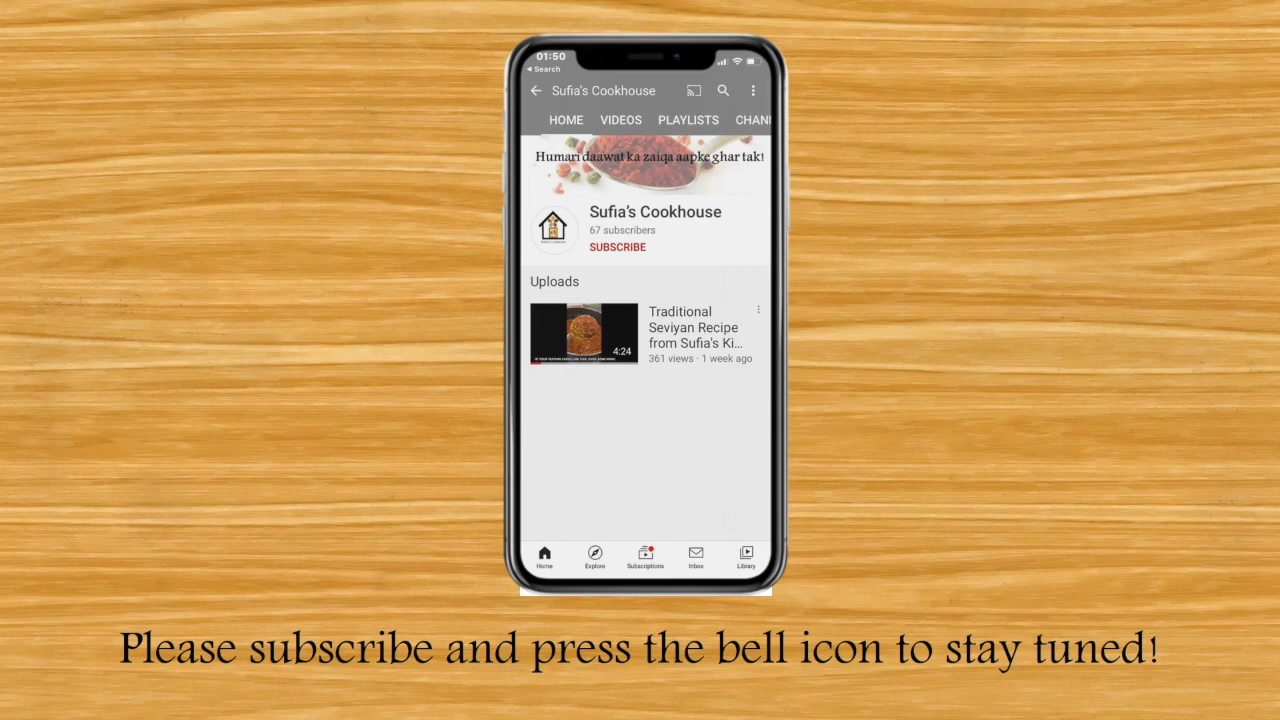 01:50
Search
Sufia's Cookhouse
HOME VIDEOS PLAYLISTS CHAN
Humari daawat ka zaiqa aapke ghar tak!
Sufia's Cookhouse
67 subscribers
SUBSCRIBE
Uploads
Traditional
Seviyan Recipe
from Sufia's Ki...
361 views · 1 week ago
4:24
Home Explore Subscriptions Inbox Library
Please subscribe and press the bell icon to stay tuned!